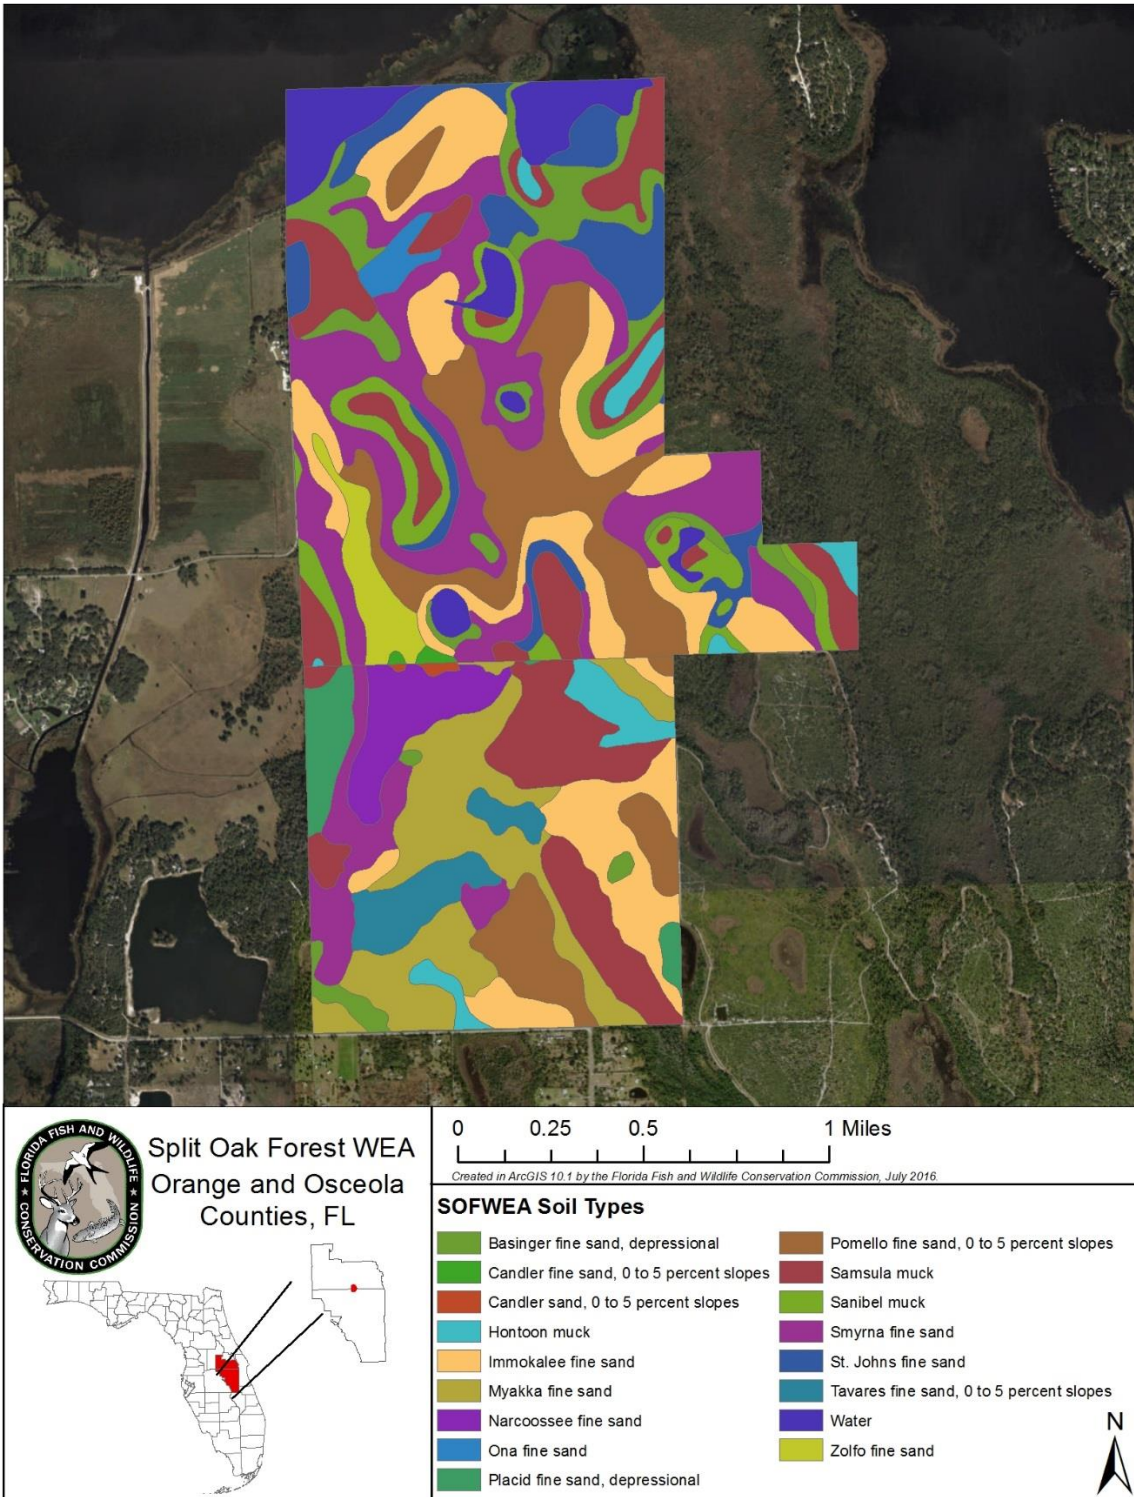 FLORIDA FISH AND WILDLIFE
CONSERVATION COMMISSION
Split Oak Forest WEA
Orange and Osceola
Counties, FL
0 0.25 0.5 1 Miles
Created in ArcGIS 10.1 by the Florida Fish and Wildlife Conservation Commission, July 2016.
SOFWEA Soil Types
Basinger fine sand, depressional
Candler fine sand, 0 to 5 percent slopes
Candler sand, 0 to 5 percent slopes
Hontoon muck
Immokalee fine sand
Myakka fine sand
Narcoossee fine sand
Ona fine sand
Placid fine sand, depressional
Pomello fine sand, 0 to 5 percent slopes
Samsula muck
Sanibel muck
Smyrna fine sand
St. Johns fine sand
Tavares fine sand, 0 to 5 percent slopes
Water
Zolfo fine sand
N